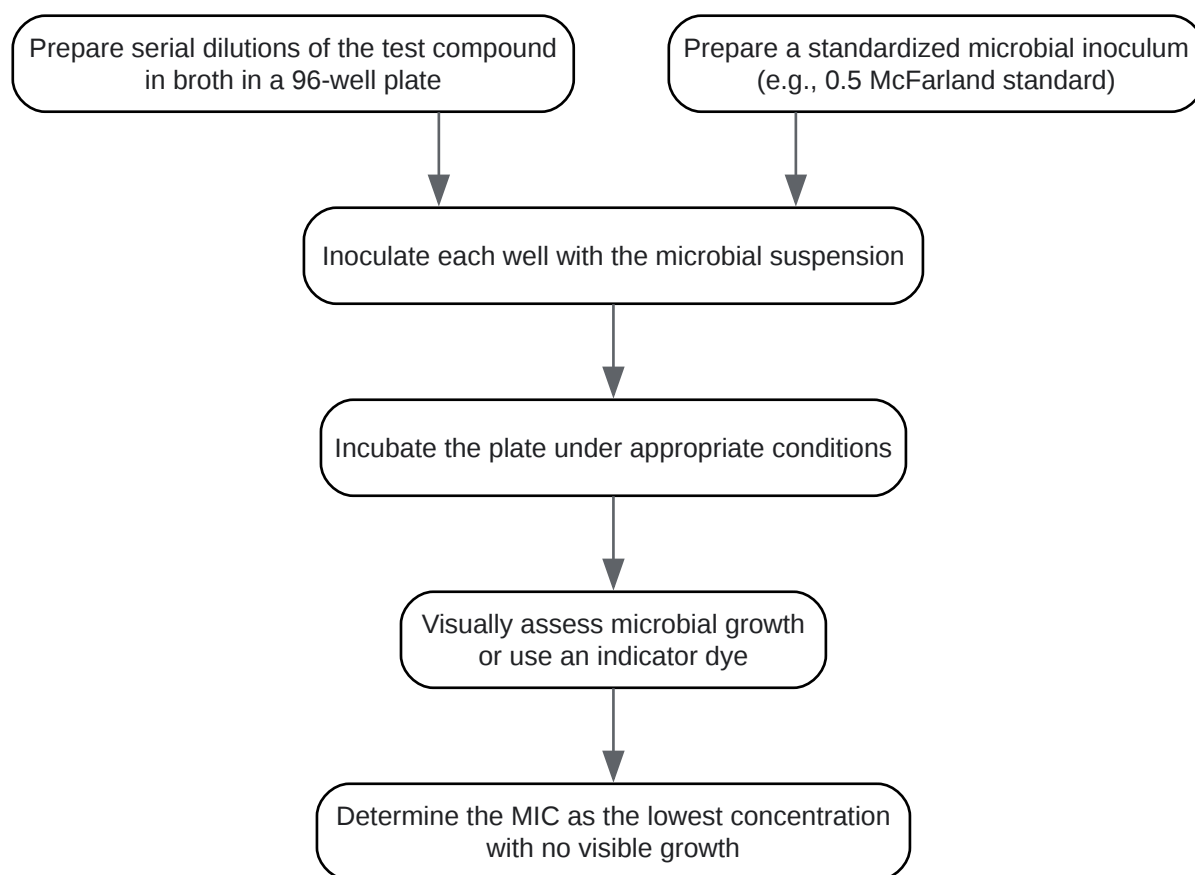 Prepare serial dilutions of the test compound
in broth in a 96-well plate
Prepare a standardized microbial inoculum
(e.g., 0.5 McFarland standard)
Inoculate each well with the microbial suspension
Incubate the plate under appropriate conditions
Visually assess microbial growth
or use an indicator dye
Determine the MIC as the lowest concentration
with no visible growth